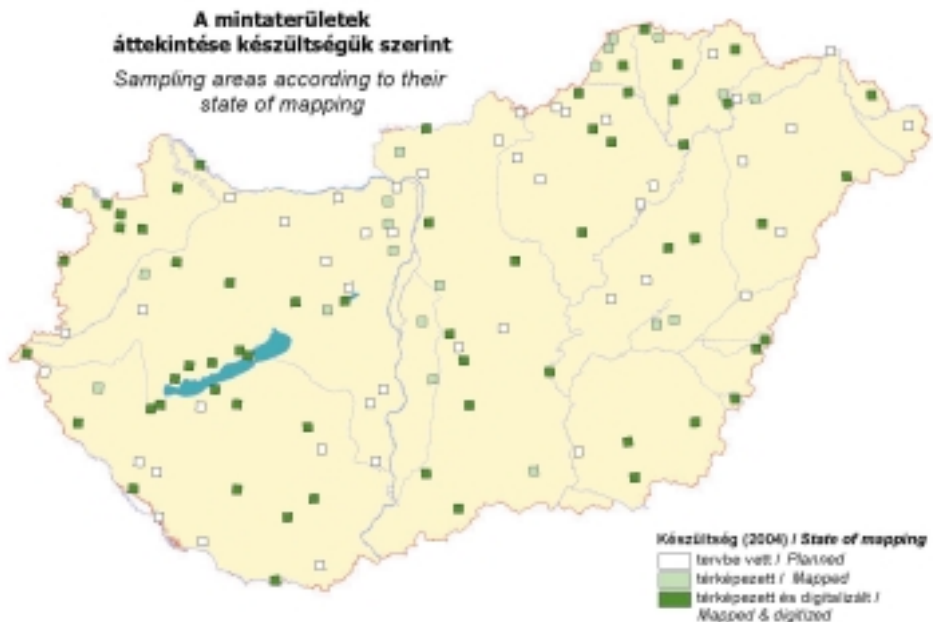 A mintaterületek
áttekintése készültségük szerint
Sampling areas according to their
state of mapping
Készültség (2004) / State of mapping
tervbe vett / Planned
térképezett / Mapped
térképezett és digitalizált /
Mapped & digitized